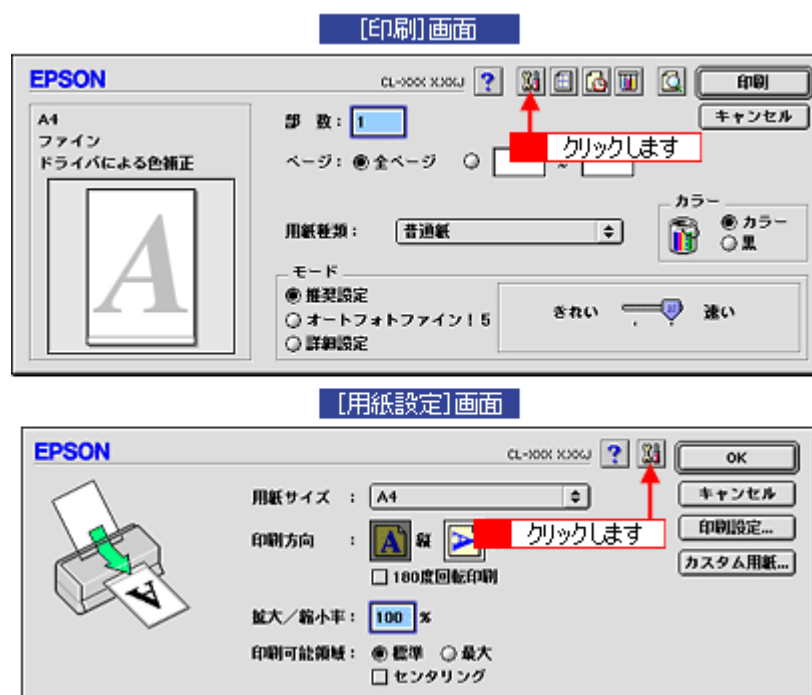 [印刷]画面
EPSON
CL-XXX X.XXJ
?
印刷
キャンセル
A4
ファイン
ドライバによる色補正
A
部 数: 1
クリックします
ページ: 全ページ ~
用紙種類: 普通紙
カラー
カラー
黒
モード
推奨設定
オートフォトファイン!5
詳細設定
きれい 速い
[用紙設定]画面
EPSON
CL-XXX X.XXJ
?
OK
キャンセル
印刷設定...
カスタム用紙...
用紙サイズ : A4
印刷方向 : A 縦 A
クリックします
180度回転印刷
拡大/縮小率: 100 %
印刷可能領域: 標準 最大
センタリング
A